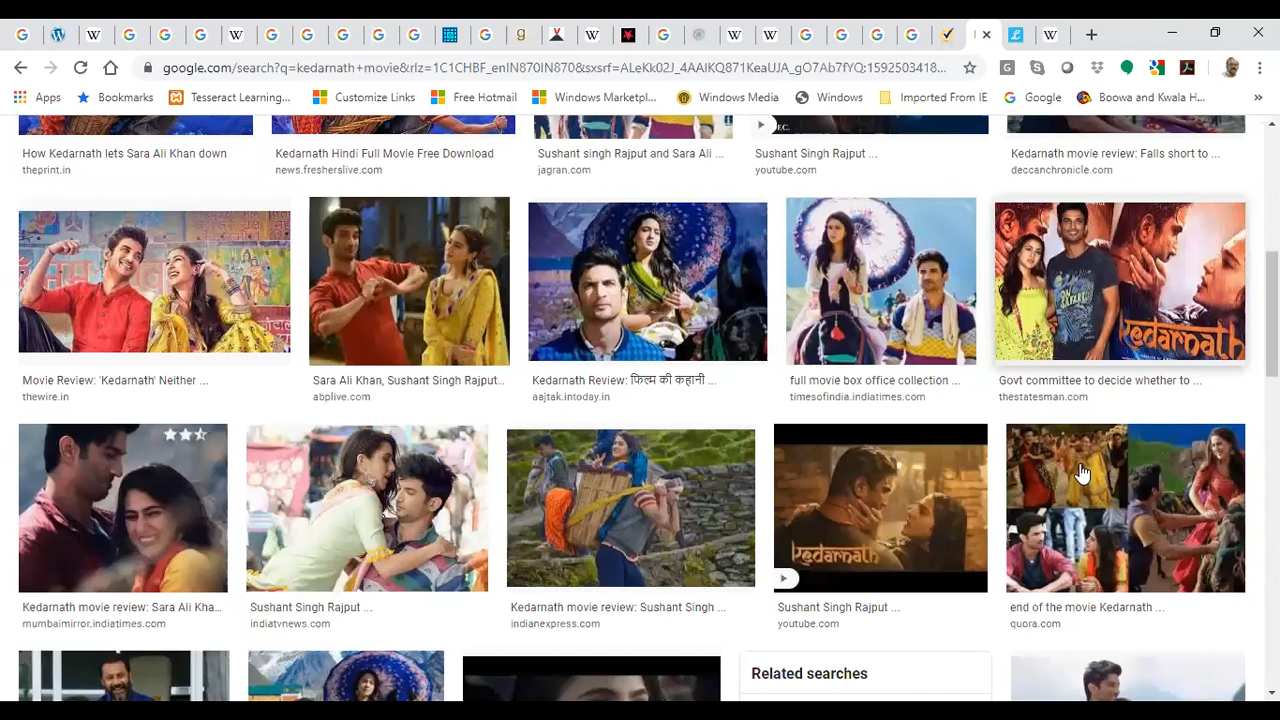 google.com/search?q=kedarnath+movie&rlz=1C1CHBF_enIN870IN870&sxsrf=ALeKk02J_4AAlKQ871KeaUJA_gO7Ab7fYQ:1592503418...
Apps Bookmarks Tesseract Learning... Customize Links Free Hotmail Windows Marketpl... Windows Media Windows Imported From IE Google Boowa and Kwala H... »
DEC.
How Kedarnath lets Sara Ali Khan down
theprint.in
Kedarnath Hindi Full Movie Free Download
news.fresherslive.com
Sushant singh Rajput and Sara Ali ...
jagran.com
Sushant Singh Rajput ...
youtube.com
Kedarnath movie review: Falls short to ...
deccanchronicle.com
kedarnath
Movie Review: 'Kedarnath' Neither ...
thewire.in
Sara Ali Khan, Sushant Singh Rajput...
abplive.com
Kedarnath Review: फिल्म की कहानी ...
aajtak.intoday.in
full movie box office collection ...
timesofindia.indiatimes.com
Govt committee to decide whether to ...
thestatesman.com
kedarnath
Kedarnath movie review: Sara Ali Kha...
mumbaimirror.indiatimes.com
Sushant Singh Rajput ...
indiatvnews.com
Kedarnath movie review: Sushant Singh ...
indianexpress.com
Sushant Singh Rajput ...
youtube.com
end of the movie Kedarnath ...
quora.com
Related searches